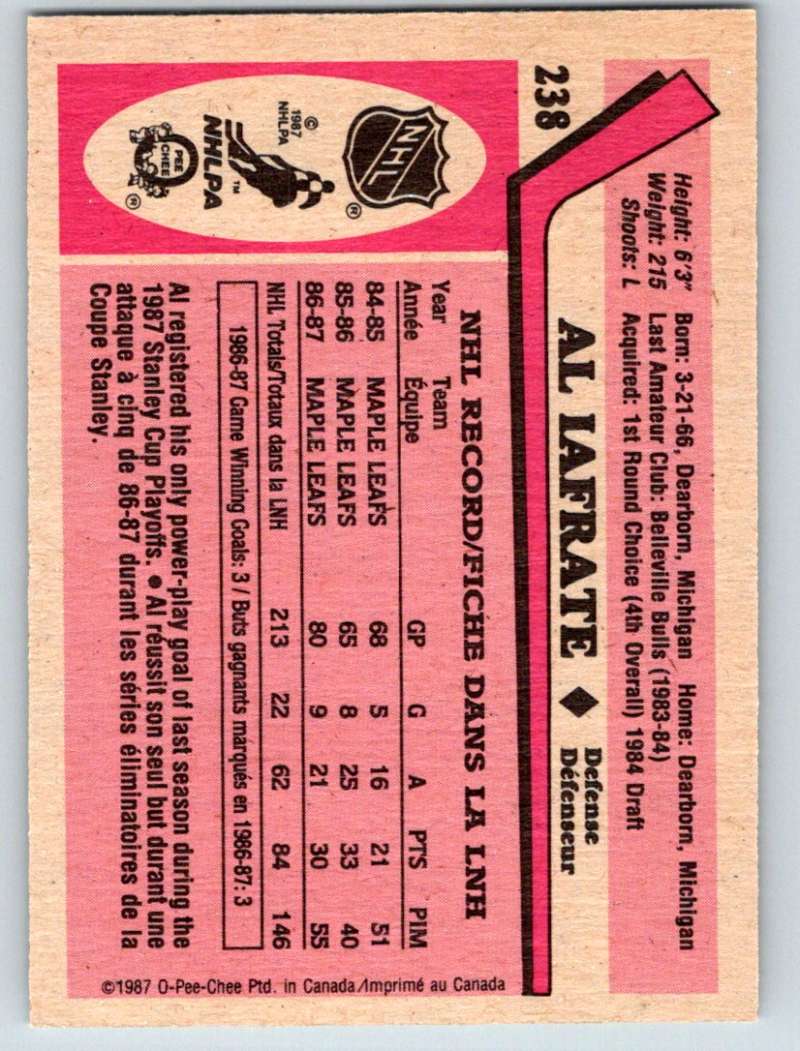 238
Height: 6'3" Born: 3-21-66, Dearborn, Michigan Home: Dearborn, Michigan
Weight: 215 Last Amateur Club: Belleville Bulls (1983-84)
Shoots: L Acquired: 1st Round Choice (4th Overall) 1984 Draft
AL IAFRATE ♦ Defense
Défenseur
NHL
®
© 1987
NHLPA
NHLPA
™
O
PEE
CHEE
®
NHL RECORD/FICHE DANS LA LNH
Year Team
Année Équipe GP G A PTS PIM
84-85 MAPLE LEAFS 68 5 16 21 51
85-86 MAPLE LEAFS 65 8 25 33 40
86-87 MAPLE LEAFS 80 9 21 30 55
NHL Totals/Totaux dans la LNH 213 22 62 84 146
1986-87 Game Winning Goals: 3 / Buts gagnants marqués en 1986-87: 3
Al registered his only power-play goal of last season during the
1987 Stanley Cup Playoffs. ● Al réussit son seul but durant une
attaque à cinq de 86-87 durant les séries éliminatoires de la
Coupe Stanley.
©1987 O-Pee-Chee Ptd. in Canada/Imprimé au Canada